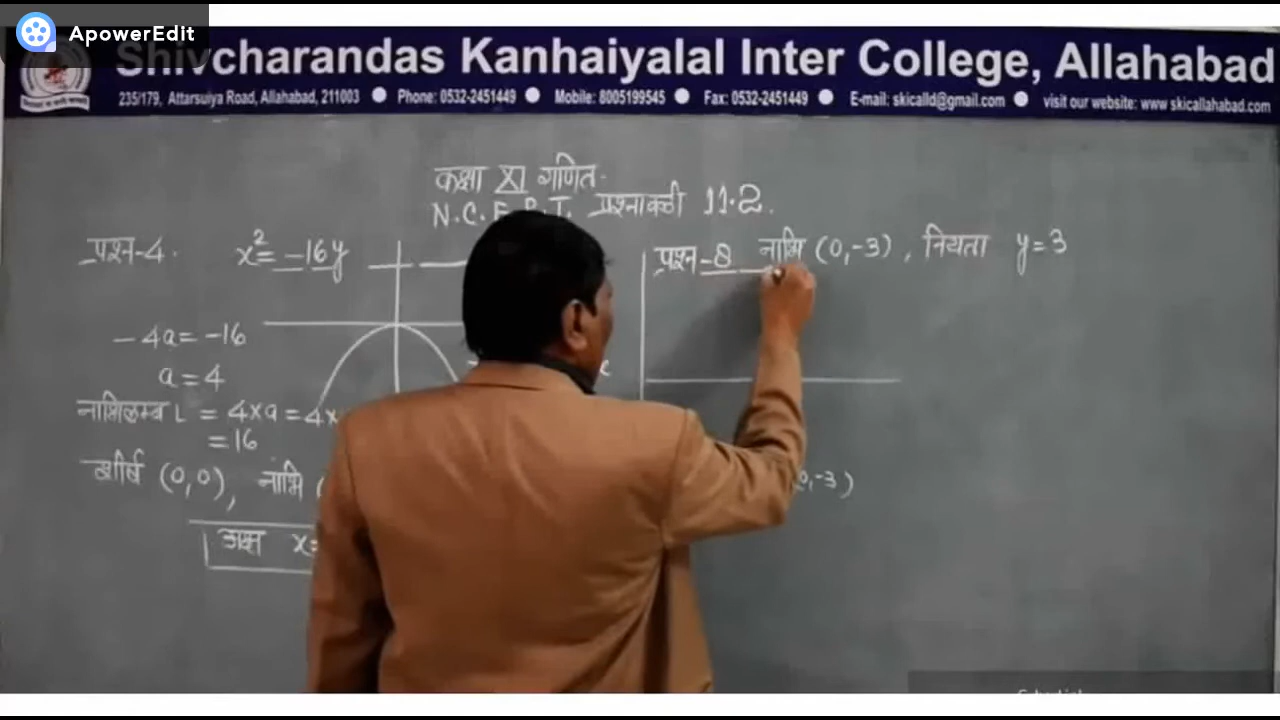 ApowerEdit
Shivcharandas Kanhaiyalal Inter College, Allahabad
235/179, Attarsuiya Road, Allahabad, 211003 ● Phone: 0532-2451449 ● Mobile: 8005199545 ● Fax: 0532-2451449 ● E-mail: skicalld@gmail.com ● visit our website: www.skicallahabad.com
कक्षा XI गणित.
N.C.E.R.T. प्रश्नावली 11.2.
प्रश्न-4. x² = -16y
-4a = -16
a = 4
नाभिलम्ब L = 4×a = 4×
= 16
शीर्ष (0,0), नाभि (
अक्ष x=
प्रश्न-8 नाभि (0,-3), नियता y=3
(0,-3)